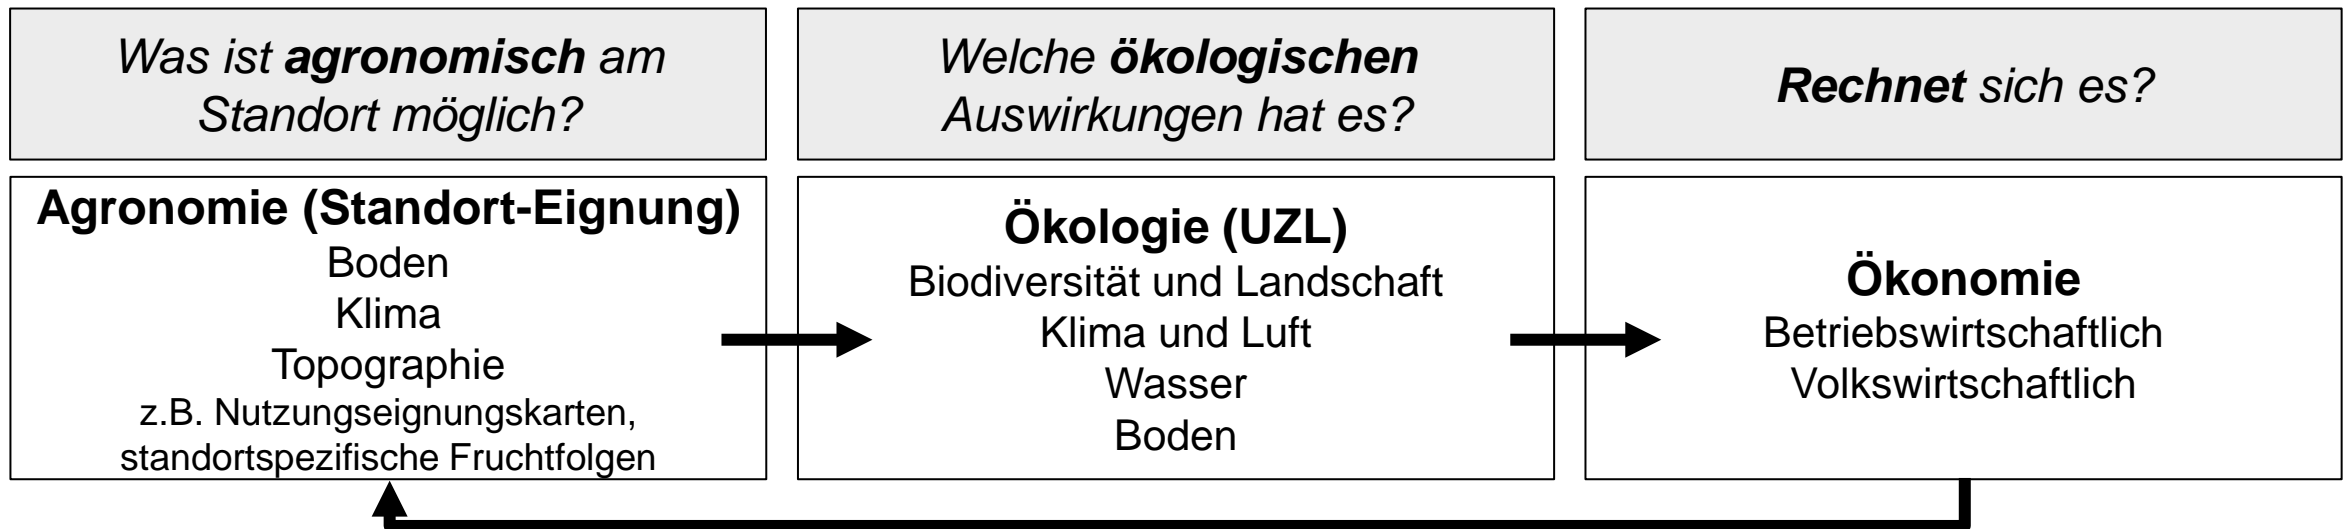 Was ist agronomisch am
Standort möglich?
Welche ökologischen
Auswirkungen hat es?
Rechnet sich es?
Agronomie (Standort-Eignung)
Boden
Klima
Topographie
z.B. Nutzungseignungskarten,
standortspezifische Fruchtfolgen
Ökologie (UZL)
Biodiversität und Landschaft
Klima und Luft
Wasser
Boden
Ökonomie
Betriebswirtschaftlich
Volkswirtschaftlich